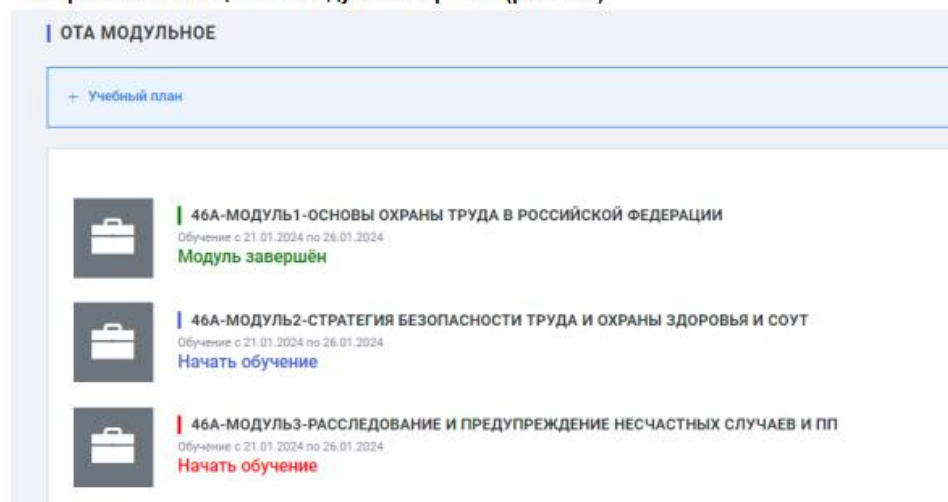 ОТА МОДУЛЬНОЕ
+ Учебный план
46А-МОДУЛЬ1-ОСНОВЫ ОХРАНЫ ТРУДА В РОССИЙСКОЙ ФЕДЕРАЦИИ
Обучение с 21.01.2024 по 26.01.2024
Модуль завершён
46А-МОДУЛЬ2-СТРАТЕГИЯ БЕЗОПАСНОСТИ ТРУДА И ОХРАНЫ ЗДОРОВЬЯ И СОУТ
Обучение с 21.01.2024 по 26.01.2024
Начать обучение
46А-МОДУЛЬ3-РАССЛЕДОВАНИЕ И ПРЕДУПРЕЖДЕНИЕ НЕСЧАСТНЫХ СЛУЧАЕВ И ПП
Обучение с 21.01.2024 по 26.01.2024
Начать обучение